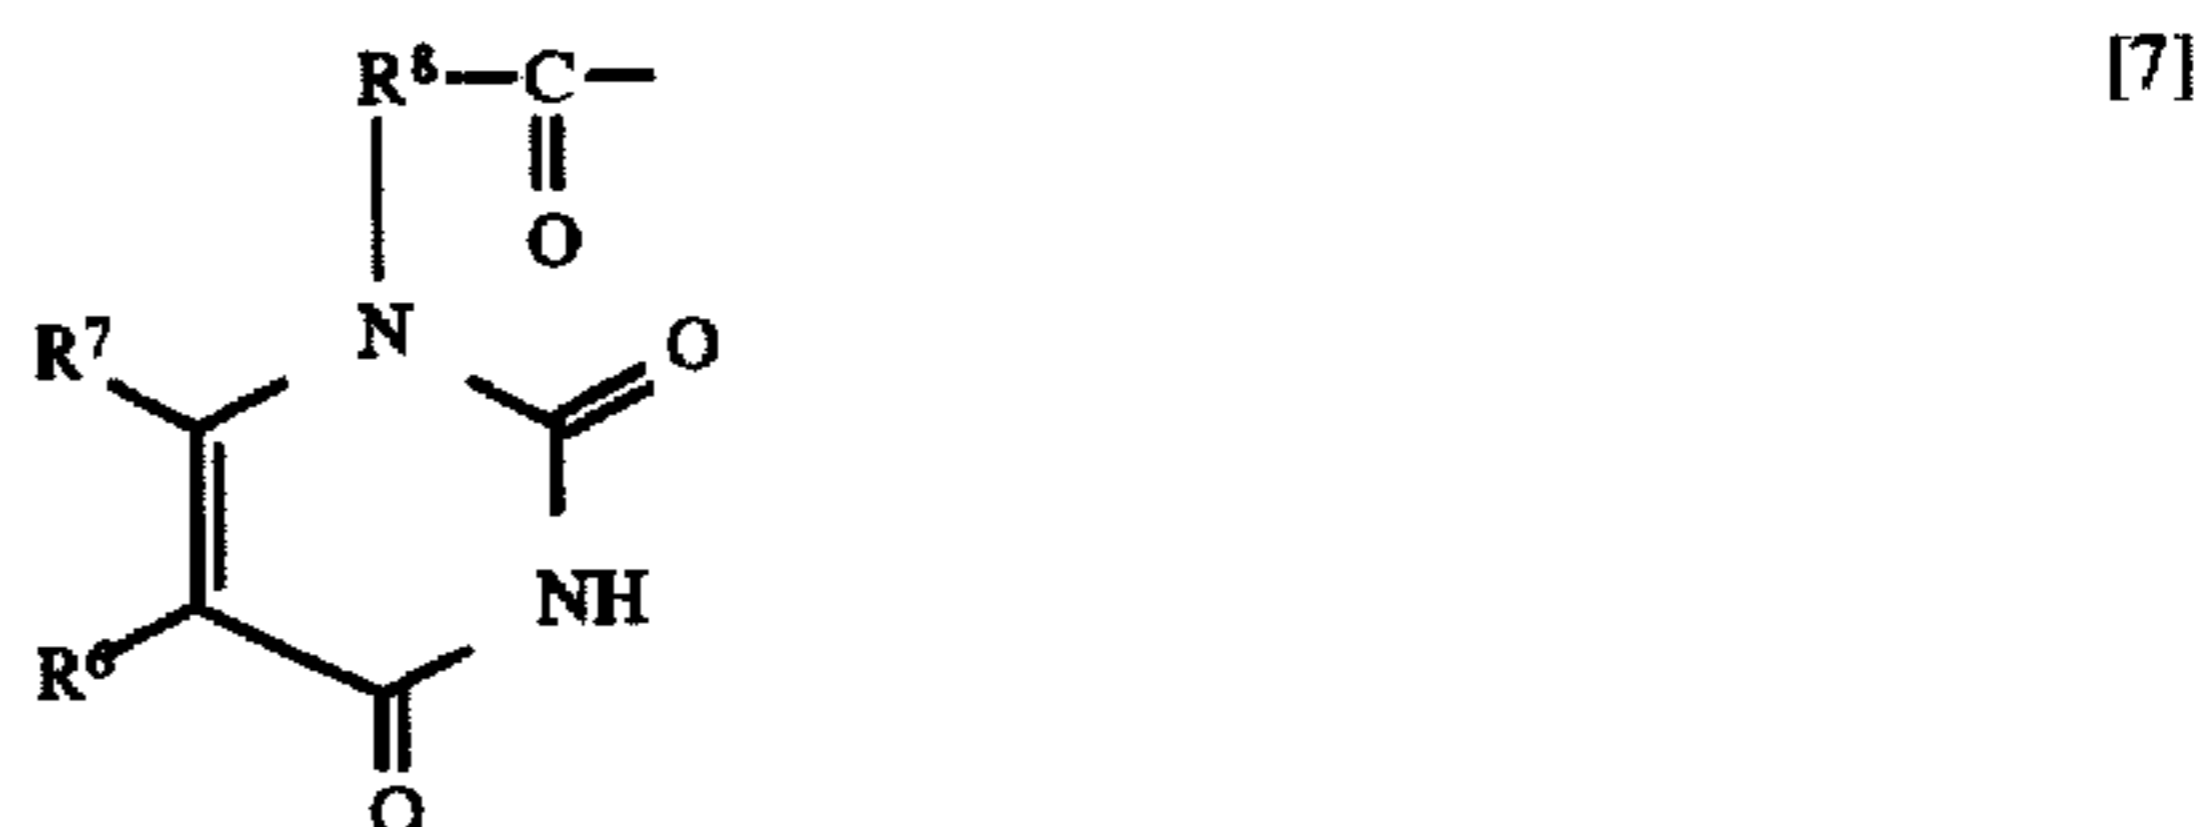 R⁸—C— [7]
O
N
R⁷ O
NH
R⁶
O